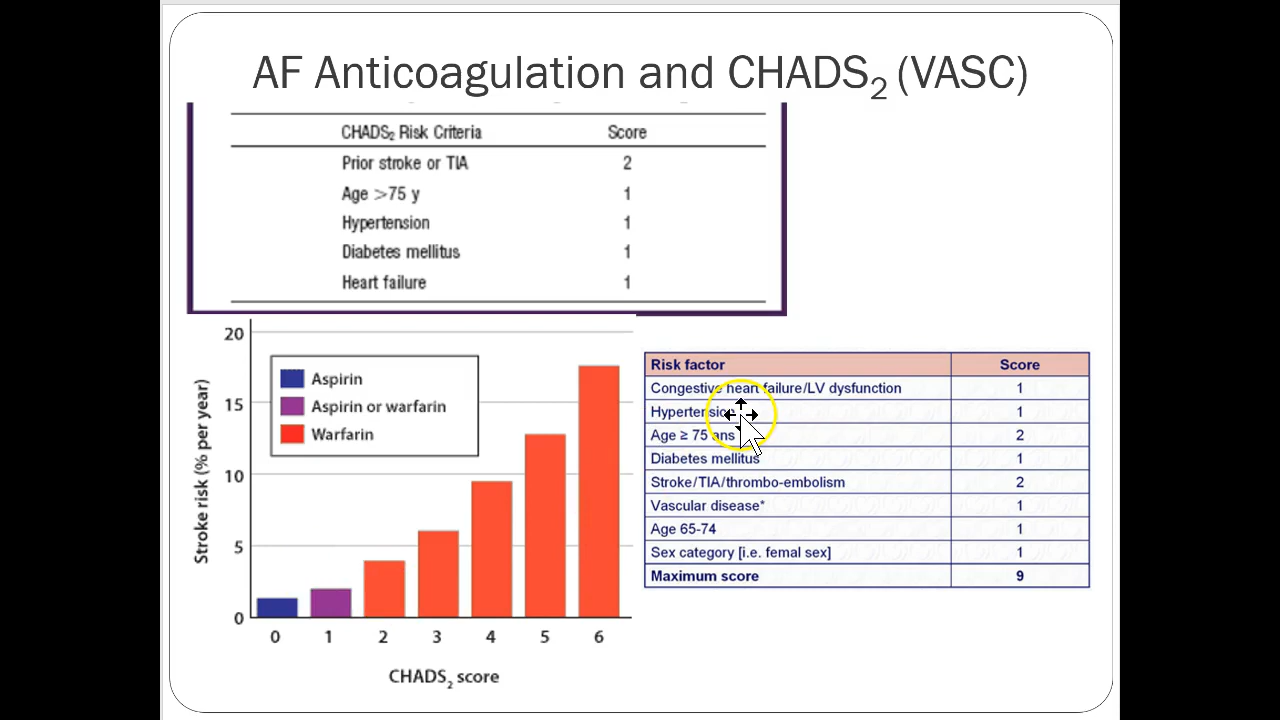 AF Anticoagulation and CHADS2 (VASC)
CHADS2 Risk Criteria Score
Prior stroke or TIA 2
Age >75 y 1
Hypertension 1
Diabetes mellitus 1
Heart failure 1
20
15
10
5
0
Stroke risk (% per year)
Aspirin
Aspirin or warfarin
Warfarin
0 1 2 3 4 5 6
CHADS2 score
Risk factor Score
Congestive heart failure/LV dysfunction 1
Hypertension 1
Age ≥ 75 ans 2
Diabetes mellitus 1
Stroke/TIA/thrombo-embolism 2
Vascular disease* 1
Age 65-74 1
Sex category [i.e. femal sex] 1
Maximum score 9